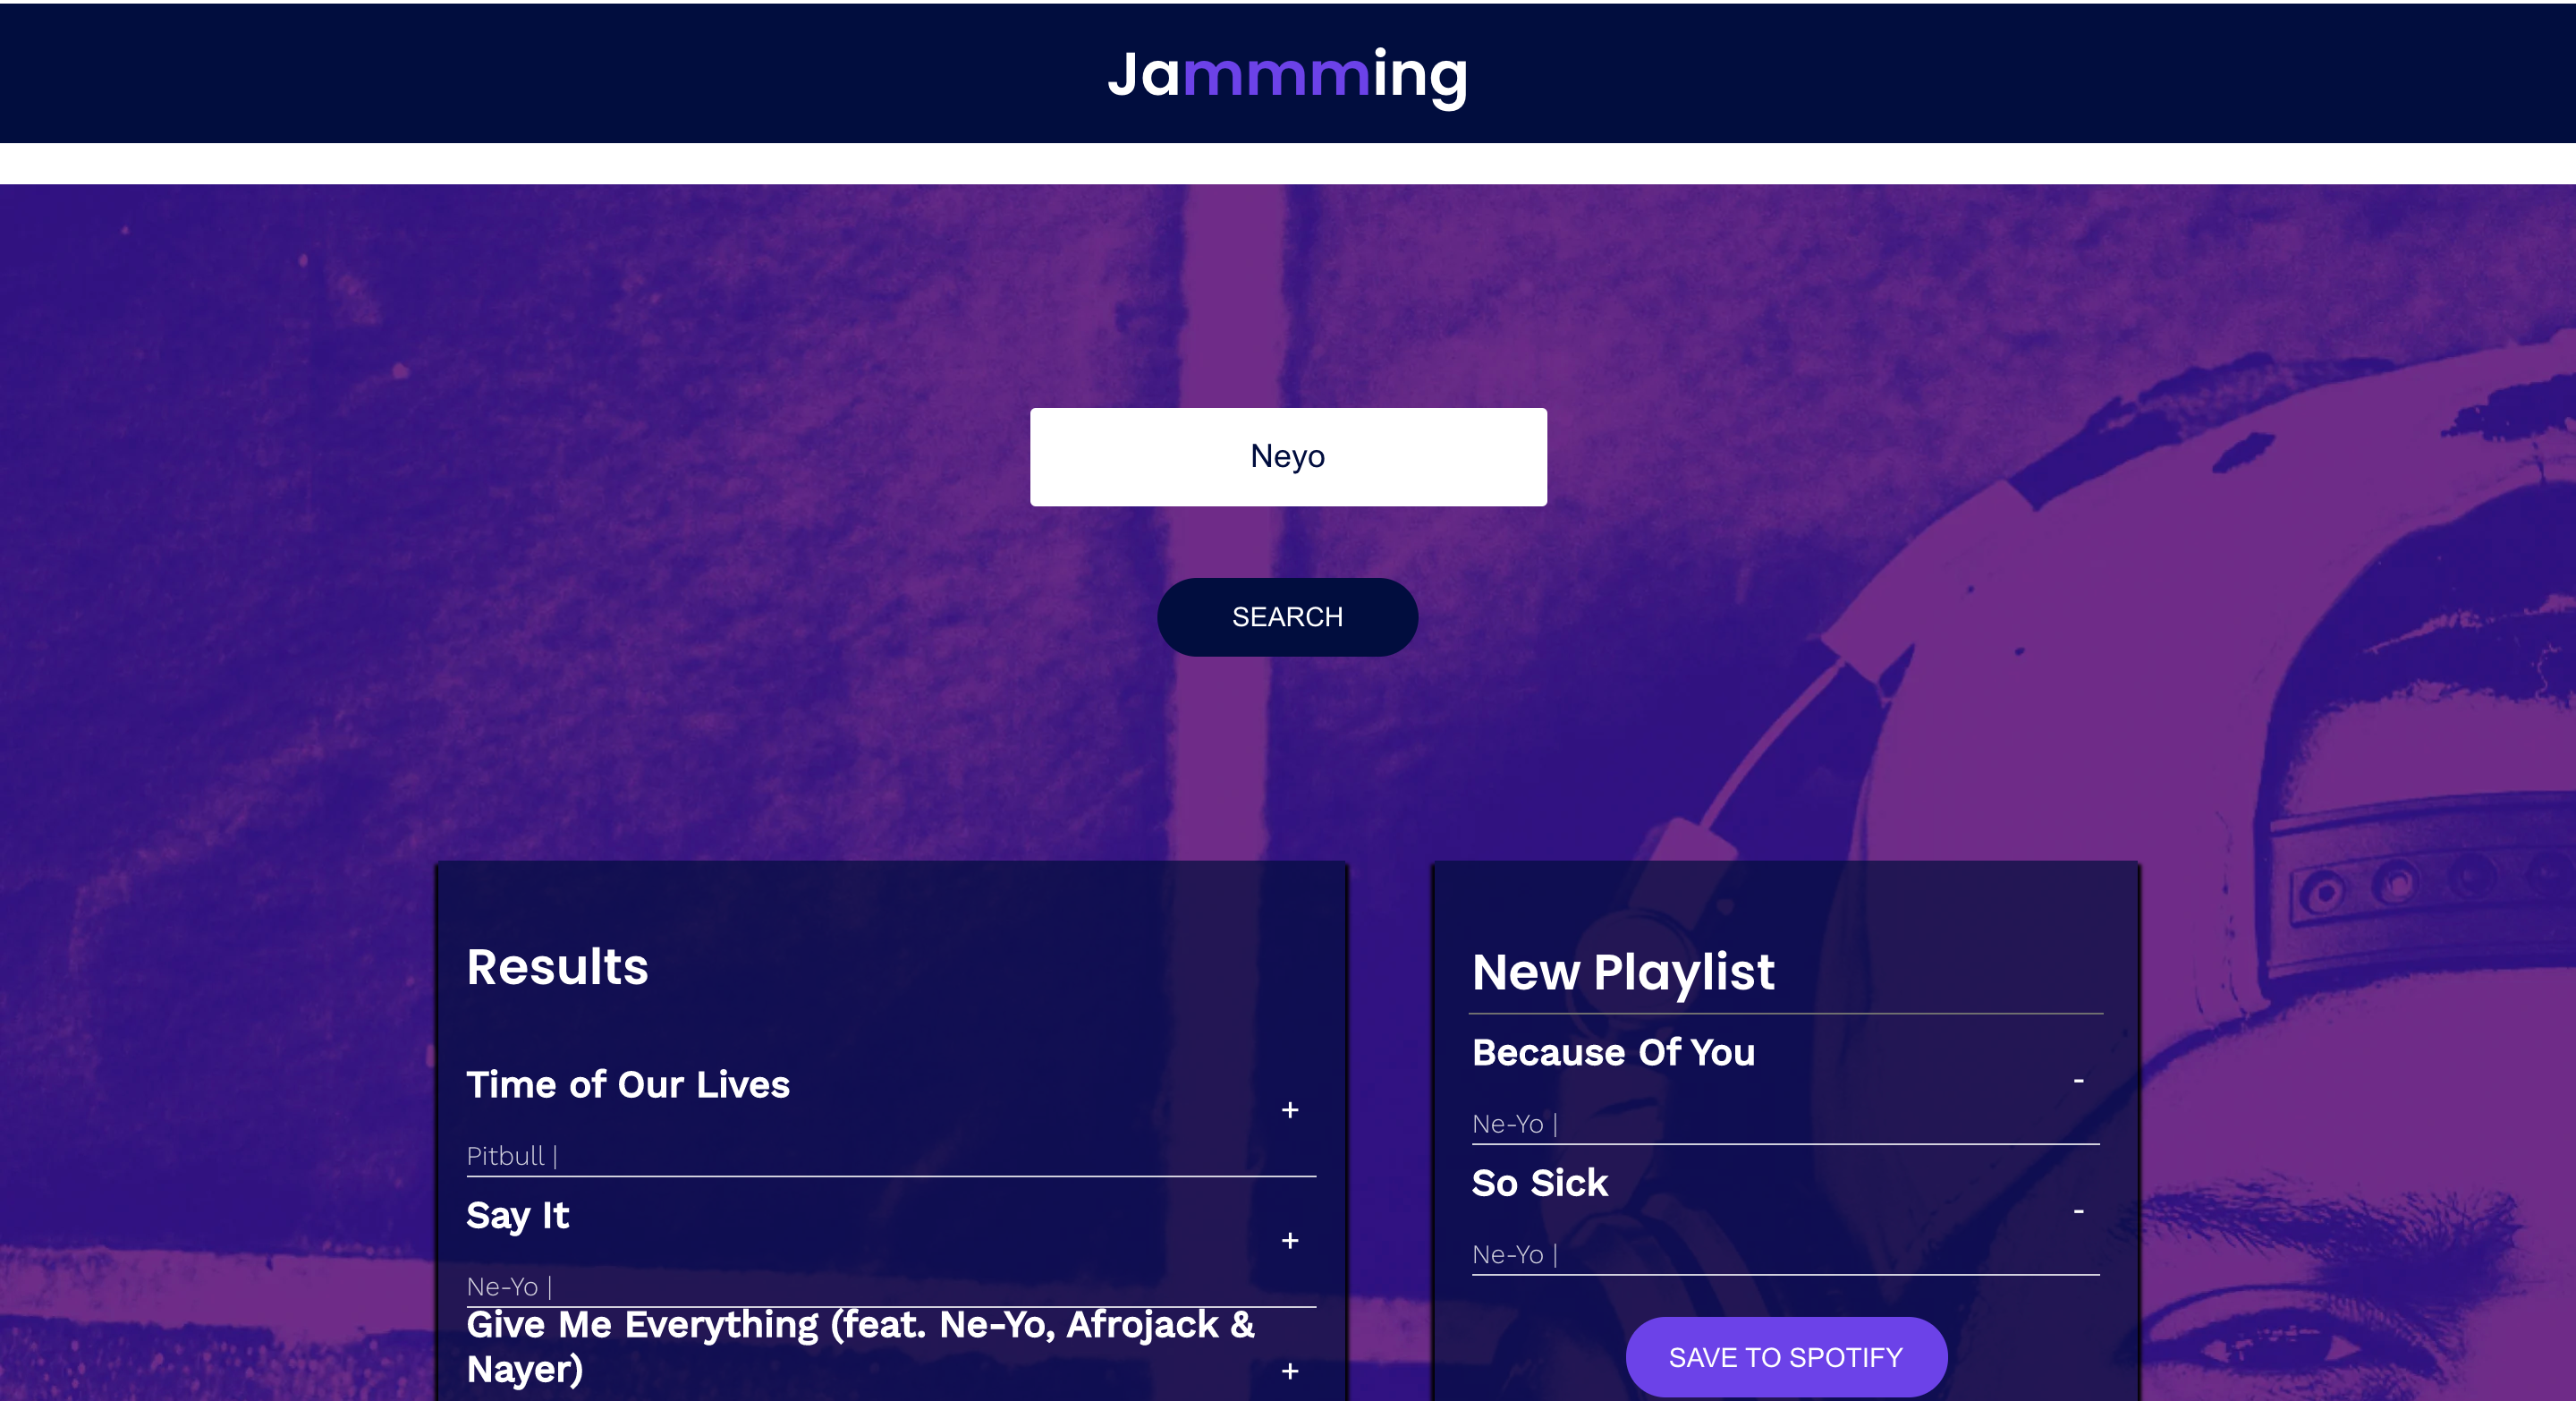 Jammming
Neyo
SEARCH
Results
Time of Our Lives
+
Pitbull |
Say It
+
Ne-Yo |
Give Me Everything (feat. Ne-Yo, Afrojack &
Nayer)
+
New Playlist
Because Of You
-
Ne-Yo |
So Sick
-
Ne-Yo |
SAVE TO SPOTIFY